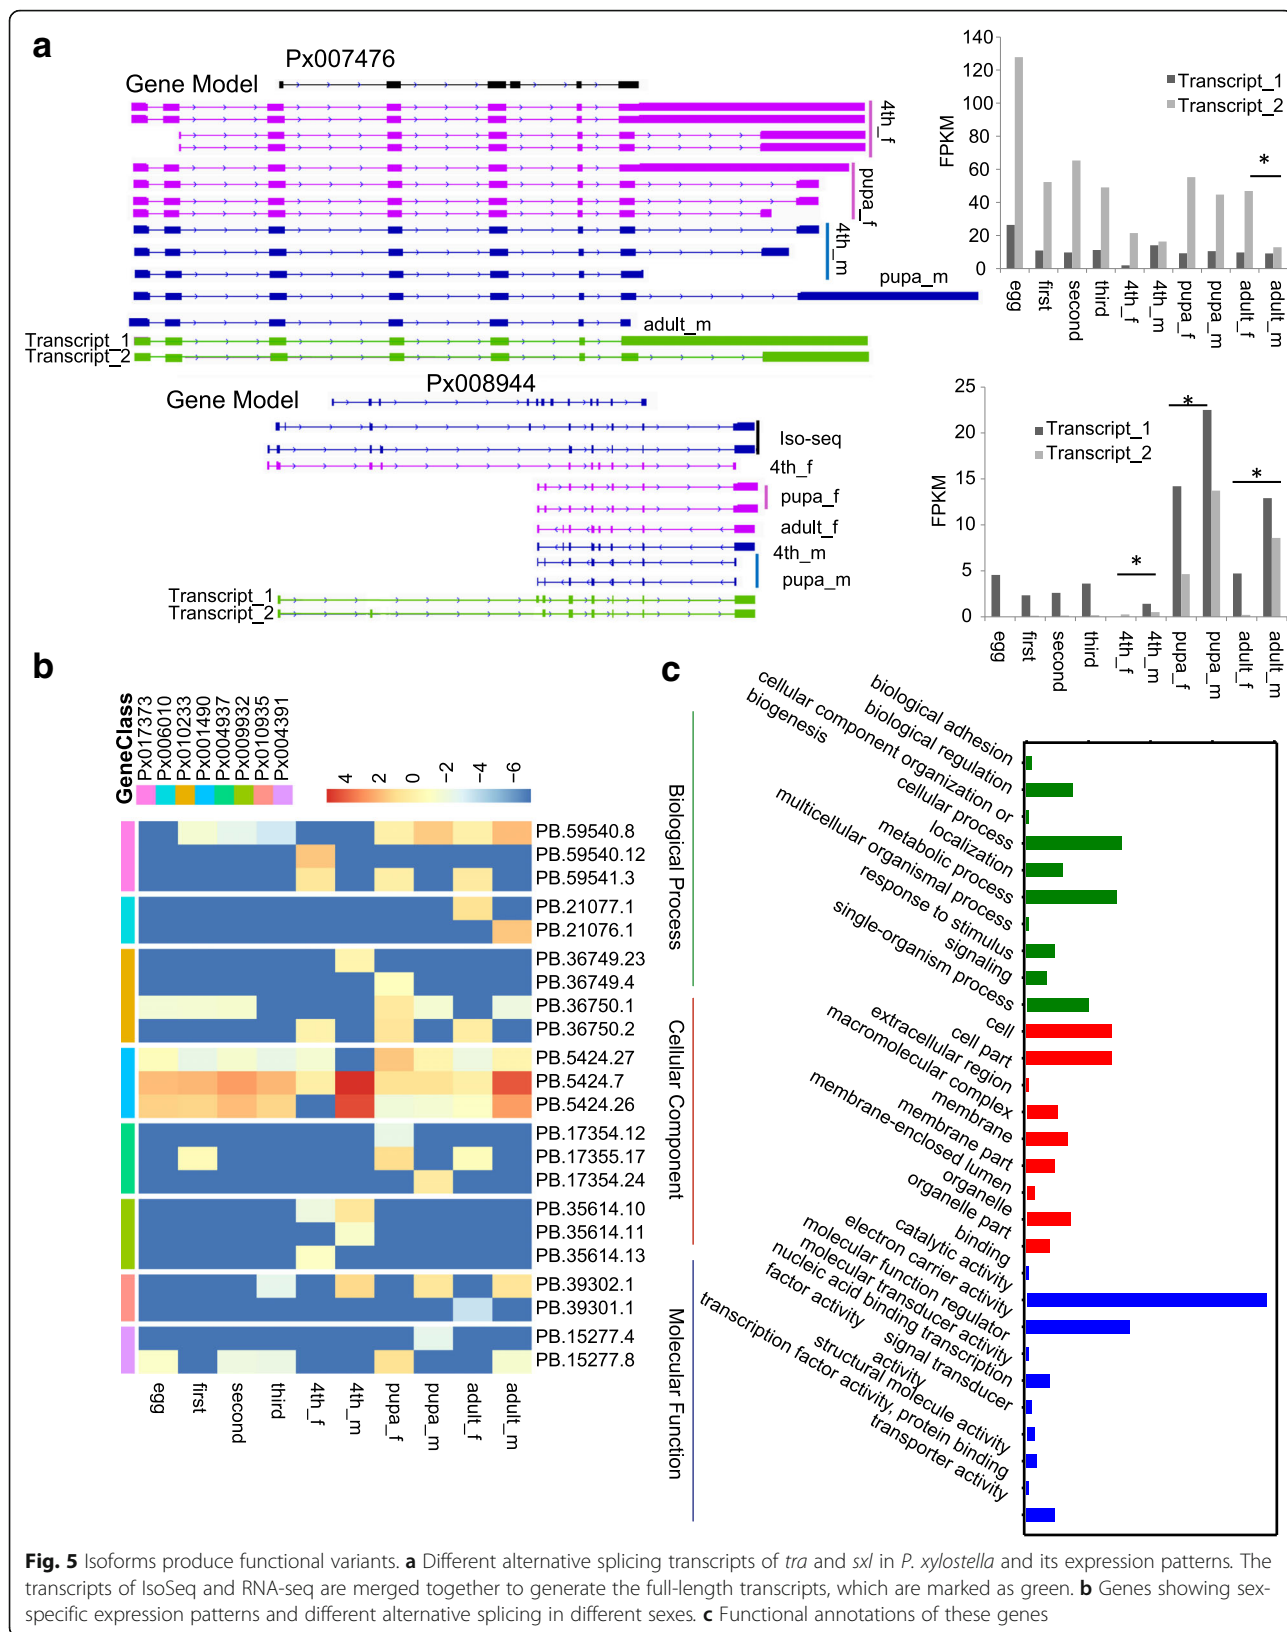 a
Px007476
Gene Model
4th_f
pupa_f
4th_m
pupa_m
adult_m
Transcript_1
Transcript_2
140
120
100
80
60
40
20
0
FPKM
Transcript_1
Transcript_2
*
egg
first
second
third
4th_f
4th_m
pupa_f
pupa_m
adult_f
adult_m
Px008944
Gene Model
Iso-seq
4th_f
pupa_f
adult_f
4th_m
pupa_m
Transcript_1
Transcript_2
25
20
15
10
5
0
FPKM
Transcript_1
Transcript_2
*
*
*
egg
first
second
third
4th_f
4th_m
pupa_f
pupa_m
adult_f
adult_m
b
GeneClass
Px017373
Px006010
Px010233
Px001490
Px004937
Px009932
Px010935
Px004391
4
2
0
−2
−4
−6
PB.59540.8
PB.59540.12
PB.59541.3
PB.21077.1
PB.21076.1
PB.36749.23
PB.36749.4
PB.36750.1
PB.36750.2
PB.5424.27
PB.5424.7
PB.5424.26
PB.17354.12
PB.17355.17
PB.17354.24
PB.35614.10
PB.35614.11
PB.35614.13
PB.39302.1
PB.39301.1
PB.15277.4
PB.15277.8
egg
first
second
third
4th_f
4th_m
pupa_f
pupa_m
adult_f
adult_m
c
Biological Process
Cellular Component
Molecular Function
biological adhesion
biological regulation
cellular component organization or
biogenesis
cellular process
localization
metabolic process
multicellular organismal process
response to stimulus
signaling
single-organism process
cell
cell part
extracellular region
macromolecular complex
membrane
membrane part
membrane-enclosed lumen
organelle
organelle part
binding
catalytic activity
electron carrier activity
molecular function regulator
molecular transducer activity
nucleic acid binding transcription
factor activity
signal transducer
activity
structural molecule activity
transcription factor activity, protein binding
transporter activity
Fig. 5 Isoforms produce functional variants. a Different alternative splicing transcripts of tra and sxl in P. xylostella and its expression patterns. The
transcripts of IsoSeq and RNA-seq are merged together to generate the full-length transcripts, which are marked as green. b Genes showing sex-
specific expression patterns and different alternative splicing in different sexes. c Functional annotations of these genes